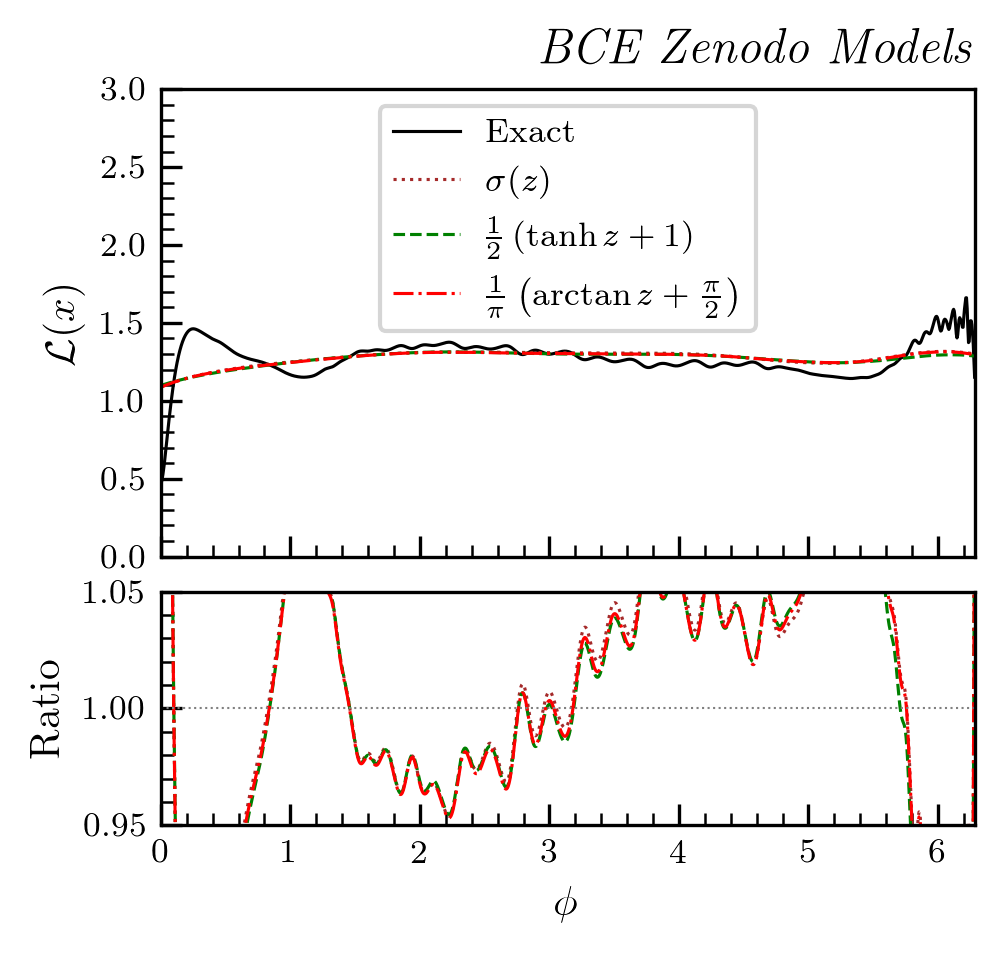 BCE Zenodo Models
3.0
2.5
2.0
1.5
1.0
0.5
0.0
ℒ(x)
Exact
σ(z)
½ (tanh z + 1)
1/π (arctan z + π/2)
1.05
1.00
0.95
Ratio
0 1 2 3 4 5 6
ϕ